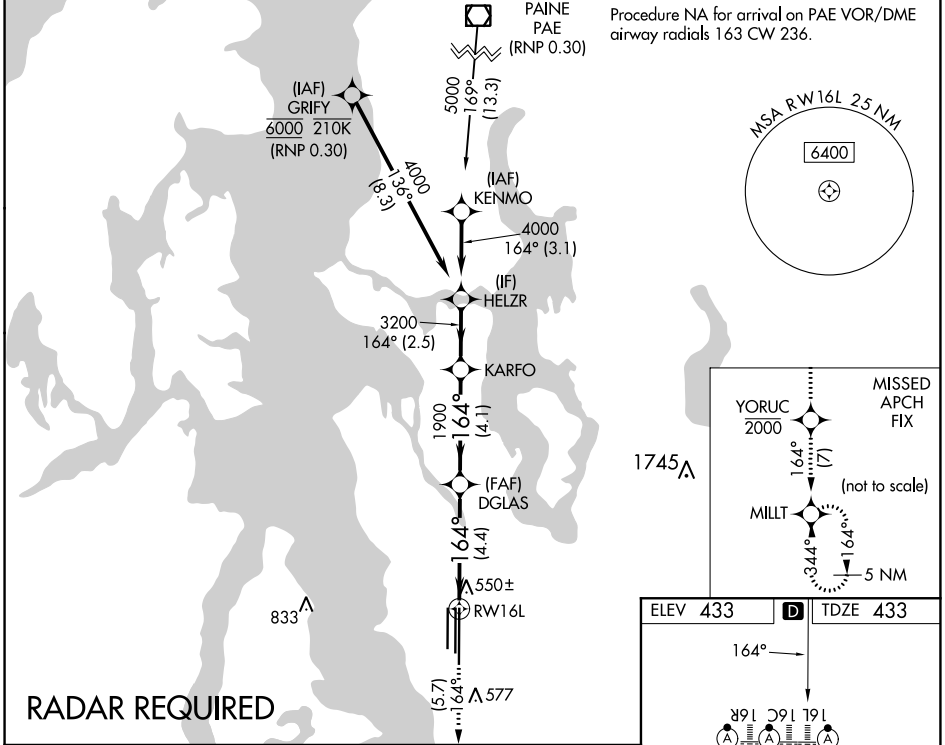 PAINE
PAE
(RNP 0.30)
Procedure NA for arrival on PAE VOR/DME
airway radials 163 CW 236.
(IAF)
GRIFY
6000 210K
(RNP 0.30)
5000
169°
(13.3)
MSA RW16L 25 NM
6400
4000
136°
(8.3)
(IAF)
KENMO
4000
164° (3.1)
(IF)
HELZR
3200
164° (2.5)
KARFO
1900
164°
(4.1)
(FAF)
DGLAS
164°
(4.4)
550±
RW16L
833
577
(5.7)
164°
RADAR REQUIRED
1745
MISSED
APCH
FIX
YORUC
2000
164°
(7)
(not to scale)
MILLT
344°
164°
5 NM
ELEV 433
D
TDZE 433
164°
16R 16C 16L
A A A